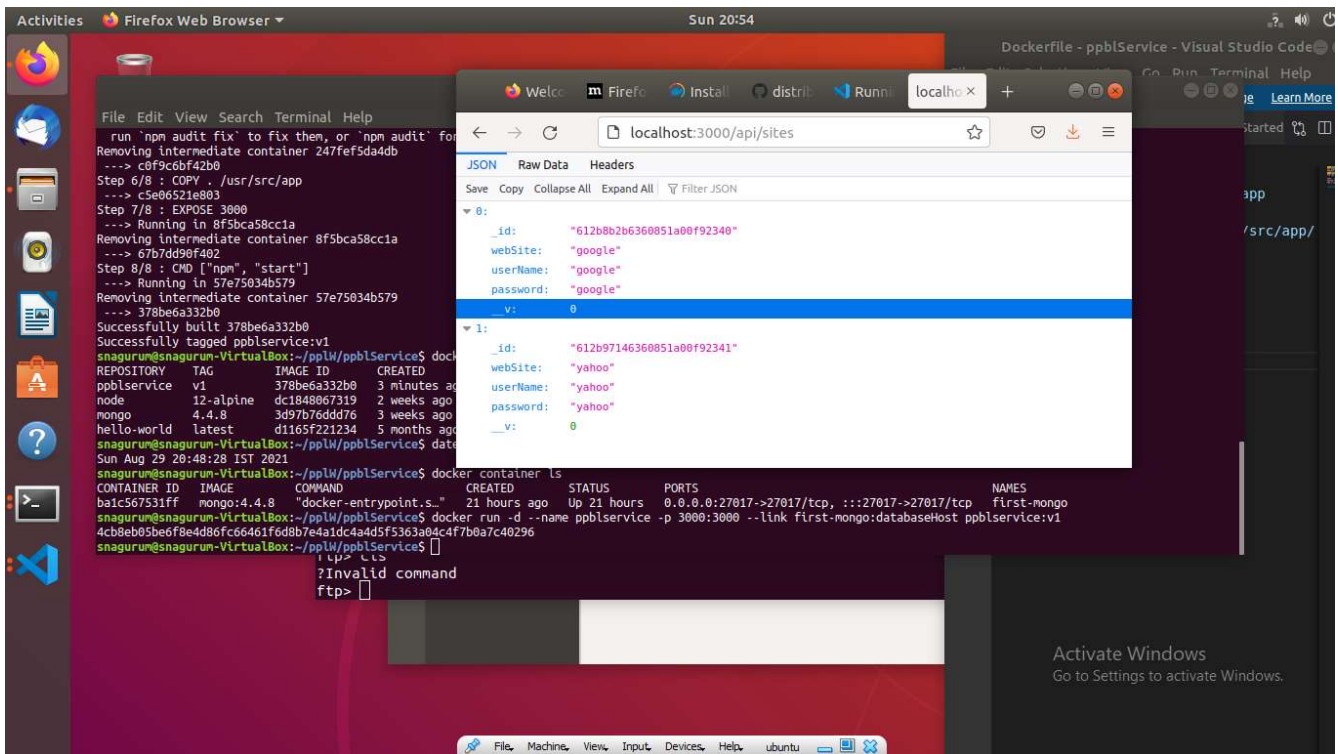 Activities Firefox Web Browser Sun 20:54
Dockerfile - ppblService - Visual Studio Code
Go Run Terminal Help
Learn More
Started
app
/src/app/
File Edit View Search Terminal Help
run `npm audit fix` to fix them, or `npm audit` for
Removing intermediate container 247fef5da4db
---> c0f9c6bf42b0
Step 6/8 : COPY . /usr/src/app
---> c5e06521e803
Step 7/8 : EXPOSE 3000
---> Running in 8f5bca58cc1a
Removing intermediate container 8f5bca58cc1a
---> 67b7dd90f402
Step 8/8 : CMD ["npm", "start"]
---> Running in 57e75034b579
Removing intermediate container 57e75034b579
---> 378be6a332b0
Successfully built 378be6a332b0
Successfully tagged ppblservice:v1
snagurum@snagurum-VirtualBox:~/pplW/ppblService$ dock
REPOSITORY TAG IMAGE ID CREATED
ppblservice v1 378be6a332b0 3 minutes ag
node 12-alpine dc1848067319 2 weeks ago
mongo 4.4.8 3d97b76ddd76 3 weeks ago
hello-world latest d1165f221234 5 months ago
snagurum@snagurum-VirtualBox:~/pplW/ppblService$ date
Sun Aug 29 20:48:28 IST 2021
snagurum@snagurum-VirtualBox:~/pplW/ppblService$ docker container ls
CONTAINER ID IMAGE COMMAND CREATED STATUS PORTS NAMES
ba1c567531ff mongo:4.4.8 "docker-entrypoint.s…" 21 hours ago Up 21 hours 0.0.0.0:27017->27017/tcp, :::27017->27017/tcp first-mongo
snagurum@snagurum-VirtualBox:~/pplW/ppblService$ docker run -d --name ppblservice -p 3000:3000 --link first-mongo:databaseHost ppblservice:v1
4cb8eb05be6f8e4d86fc66461f6d8b7e4a1dc4a4d5f5363a04c4f7b0a7c40296
snagurum@snagurum-VirtualBox:~/pplW/ppblService$
Welco Firefo Install distrib Runni localho × +
localhost:3000/api/sites
JSON Raw Data Headers
Save Copy Collapse All Expand All Filter JSON
0:
_id: "612b8b2b6360851a00f92340"
webSite: "google"
userName: "google"
password: "google"
__v: 0
1:
_id: "612b97146360851a00f92341"
webSite: "yahoo"
userName: "yahoo"
password: "yahoo"
__v: 0
ftp> cls
?Invalid command
ftp>
Activate Windows
Go to Settings to activate Windows.
File Machine View Input Devices Help ubuntu